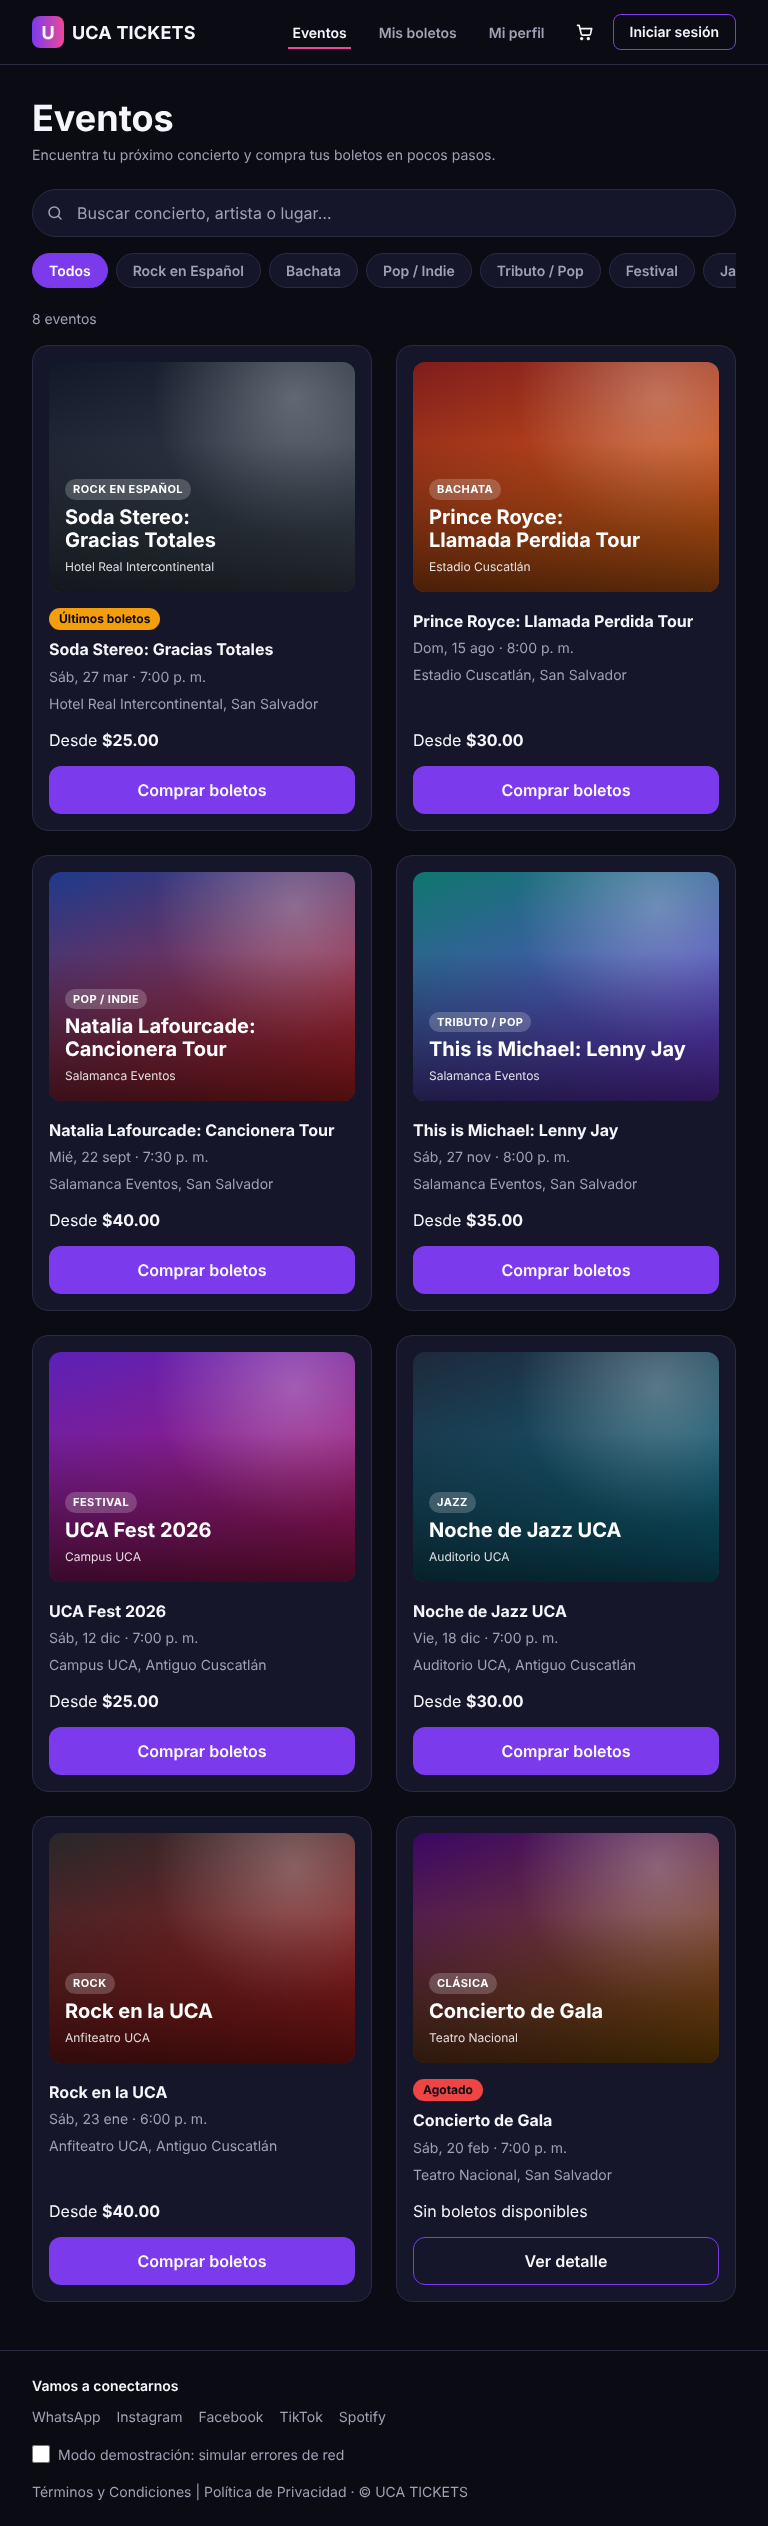 U UCA TICKETS
Eventos
Mis boletos
Mi perfil
Iniciar sesión
Eventos
Encuentra tu próximo concierto y compra tus boletos en pocos pasos.
Buscar concierto, artista o lugar...
Todos
Rock en Español
Bachata
Pop / Indie
Tributo / Pop
Festival
Ja
8 eventos
ROCK EN ESPAÑOL
Soda Stereo:
Gracias Totales
Hotel Real Intercontinental
Últimos boletos
Soda Stereo: Gracias Totales
Sáb, 27 mar · 7:00 p. m.
Hotel Real Intercontinental, San Salvador
Desde $25.00
Comprar boletos
BACHATA
Prince Royce:
Llamada Perdida Tour
Estadio Cuscatlán
Prince Royce: Llamada Perdida Tour
Dom, 15 ago · 8:00 p. m.
Estadio Cuscatlán, San Salvador
Desde $30.00
Comprar boletos
POP / INDIE
Natalia Lafourcade:
Cancionera Tour
Salamanca Eventos
Natalia Lafourcade: Cancionera Tour
Mié, 22 sept · 7:30 p. m.
Salamanca Eventos, San Salvador
Desde $40.00
Comprar boletos
TRIBUTO / POP
This is Michael: Lenny Jay
Salamanca Eventos
This is Michael: Lenny Jay
Sáb, 27 nov · 8:00 p. m.
Salamanca Eventos, San Salvador
Desde $35.00
Comprar boletos
FESTIVAL
UCA Fest 2026
Campus UCA
UCA Fest 2026
Sáb, 12 dic · 7:00 p. m.
Campus UCA, Antiguo Cuscatlán
Desde $25.00
Comprar boletos
JAZZ
Noche de Jazz UCA
Auditorio UCA
Noche de Jazz UCA
Vie, 18 dic · 7:00 p. m.
Auditorio UCA, Antiguo Cuscatlán
Desde $30.00
Comprar boletos
ROCK
Rock en la UCA
Anfiteatro UCA
Rock en la UCA
Sáb, 23 ene · 6:00 p. m.
Anfiteatro UCA, Antiguo Cuscatlán
Desde $40.00
Comprar boletos
CLÁSICA
Concierto de Gala
Teatro Nacional
Agotado
Concierto de Gala
Sáb, 20 feb · 7:00 p. m.
Teatro Nacional, San Salvador
Sin boletos disponibles
Ver detalle
Vamos a conectarnos
WhatsApp Instagram Facebook TikTok Spotify
Modo demostración: simular errores de red
Términos y Condiciones | Política de Privacidad · © UCA TICKETS